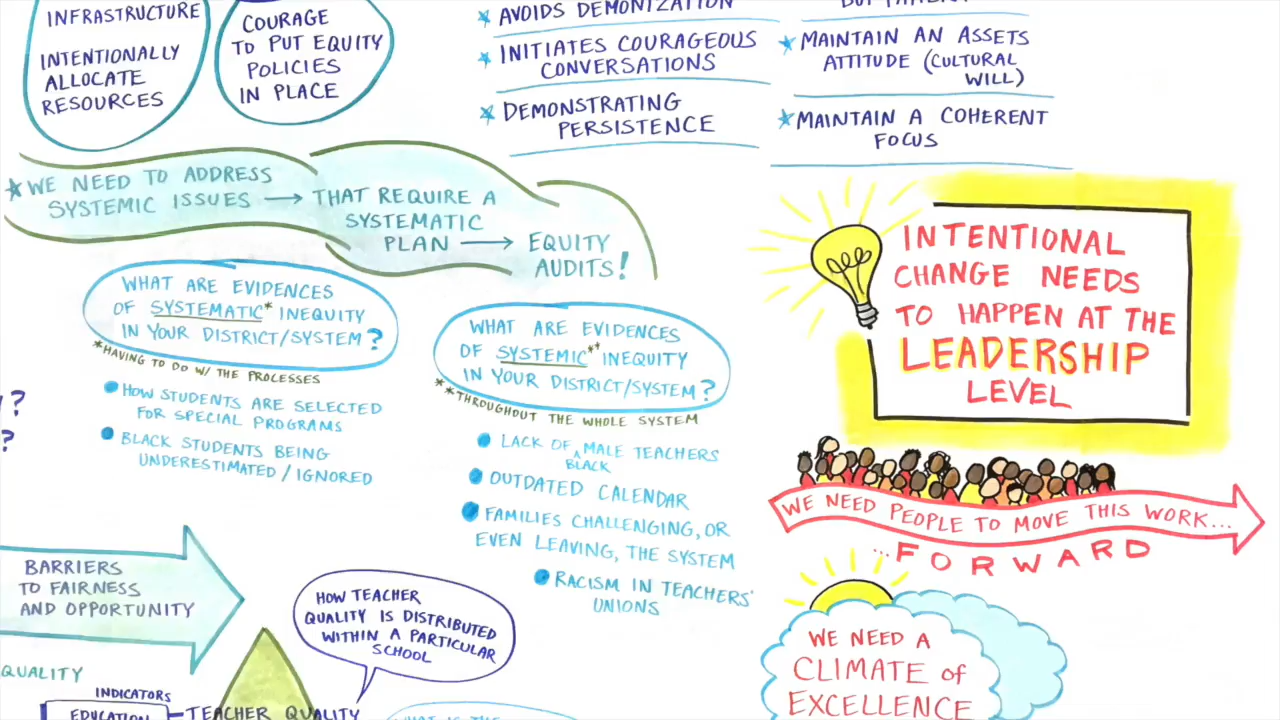 INFRASTRUCTURE
INTENTIONALLY
ALLOCATE
RESOURCES
COURAGE
TO PUT EQUITY
POLICIES
IN PLACE
AVOIDS DEMONIZATION
INITIATES COURAGEOUS
CONVERSATIONS
DEMONSTRATING
PERSISTENCE
MAINTAIN AN ASSETS
ATTITUDE (CULTURAL
WILL)
MAINTAIN A COHERENT
FOCUS
WE NEED TO ADDRESS
SYSTEMIC ISSUES → THAT REQUIRE A
SYSTEMATIC
PLAN → EQUITY
AUDITS!
WHAT ARE EVIDENCES
OF SYSTEMATIC* INEQUITY
IN YOUR DISTRICT/SYSTEM?
*HAVING TO DO W/ THE PROCESSES
HOW STUDENTS ARE SELECTED
FOR SPECIAL PROGRAMS
BLACK STUDENTS BEING
UNDERESTIMATED/IGNORED
WHAT ARE EVIDENCES
OF SYSTEMIC** INEQUITY
IN YOUR DISTRICT/SYSTEM?
**THROUGHOUT THE WHOLE SYSTEM
LACK OF ^ MALE TEACHERS
BLACK
OUTDATED CALENDAR
FAMILIES CHALLENGING, OR
EVEN LEAVING, THE SYSTEM
RACISM IN TEACHERS'
UNIONS
INTENTIONAL
CHANGE NEEDS
TO HAPPEN AT THE
LEADERSHIP
LEVEL
WE NEED PEOPLE TO MOVE THIS WORK...
...FORWARD
WE NEED A
CLIMATE of
EXCELLENCE
?
?
BARRIERS
TO FAIRNESS
AND OPPORTUNITY
HOW TEACHER
QUALITY IS DISTRIBUTED
WITHIN A PARTICULAR
SCHOOL
QUALITY
INDICATORS
EDUCATION
TEACHER QUALITY
WHAT IS THE